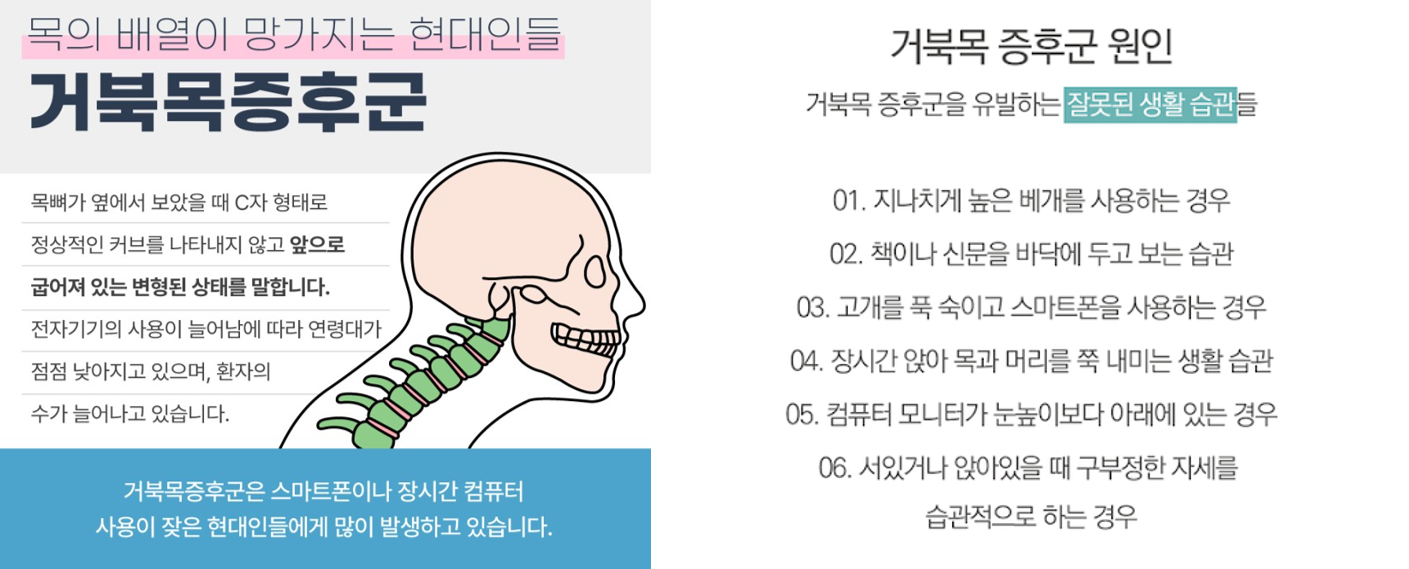 목의 배열이 망가지는 현대인들
거북목증후군
목뼈가 옆에서 보았을 때 C자 형태로
정상적인 커브를 나타내지 않고 앞으로
굽어져 있는 변형된 상태를 말합니다.
전자기기의 사용이 늘어남에 따라 연령대가
점점 낮아지고 있으며, 환자의
수가 늘어나고 있습니다.
거북목증후군은 스마트폰이나 장시간 컴퓨터
사용이 잦은 현대인들에게 많이 발생하고 있습니다.
거북목 증후군 원인
거북목 증후군을 유발하는 잘못된 생활 습관들
01. 지나치게 높은 베개를 사용하는 경우
02. 책이나 신문을 바닥에 두고 보는 습관
03. 고개를 푹 숙이고 스마트폰을 사용하는 경우
04. 장시간 앉아 목과 머리를 쭉 내미는 생활 습관
05. 컴퓨터 모니터가 눈높이보다 아래에 있는 경우
06. 서있거나 앉아있을 때 구부정한 자세를
습관적으로 하는 경우